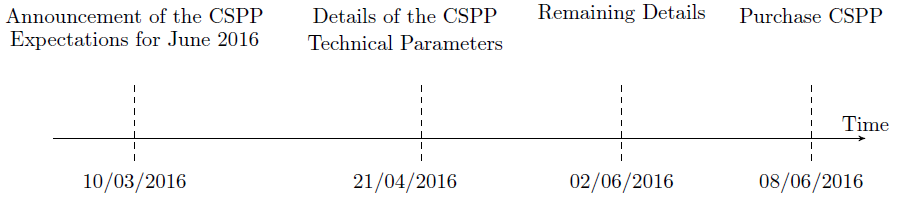 Announcement of the CSPP
Expectations for June 2016
Details of the CSPP
Technical Parameters
Remaining Details
Purchase CSPP
Time
10/03/2016
21/04/2016
02/06/2016
08/06/2016